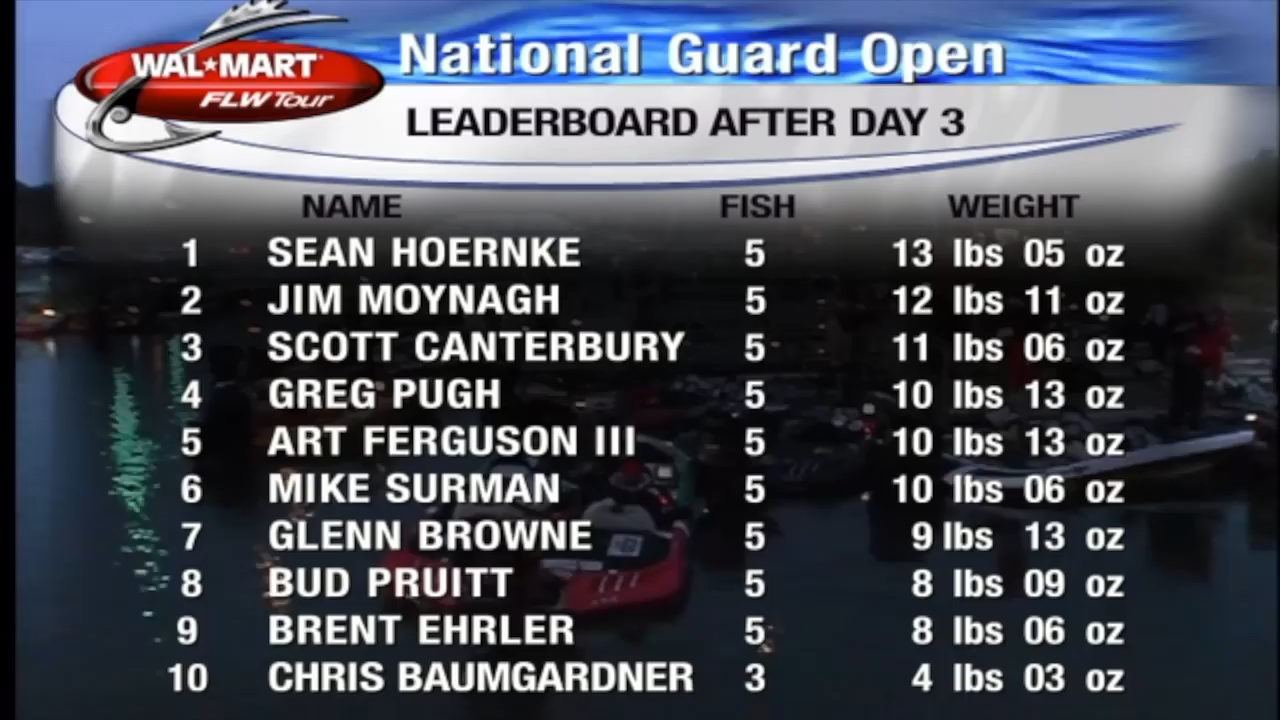 WAL★MART
FLW TOUR
National Guard Open
LEADERBOARD AFTER DAY 3
NAME FISH WEIGHT
1 SEAN HOERNKE 5 13 lbs 05 oz
2 JIM MOYNAGH 5 12 lbs 11 oz
3 SCOTT CANTERBURY 5 11 lbs 06 oz
4 GREG PUGH 5 10 lbs 13 oz
5 ART FERGUSON III 5 10 lbs 13 oz
6 MIKE SURMAN 5 10 lbs 06 oz
7 GLENN BROWNE 5 9 lbs 13 oz
8 BUD PRUITT 5 8 lbs 09 oz
9 BRENT EHRLER 5 8 lbs 06 oz
10 CHRIS BAUMGARDNER 3 4 lbs 03 oz